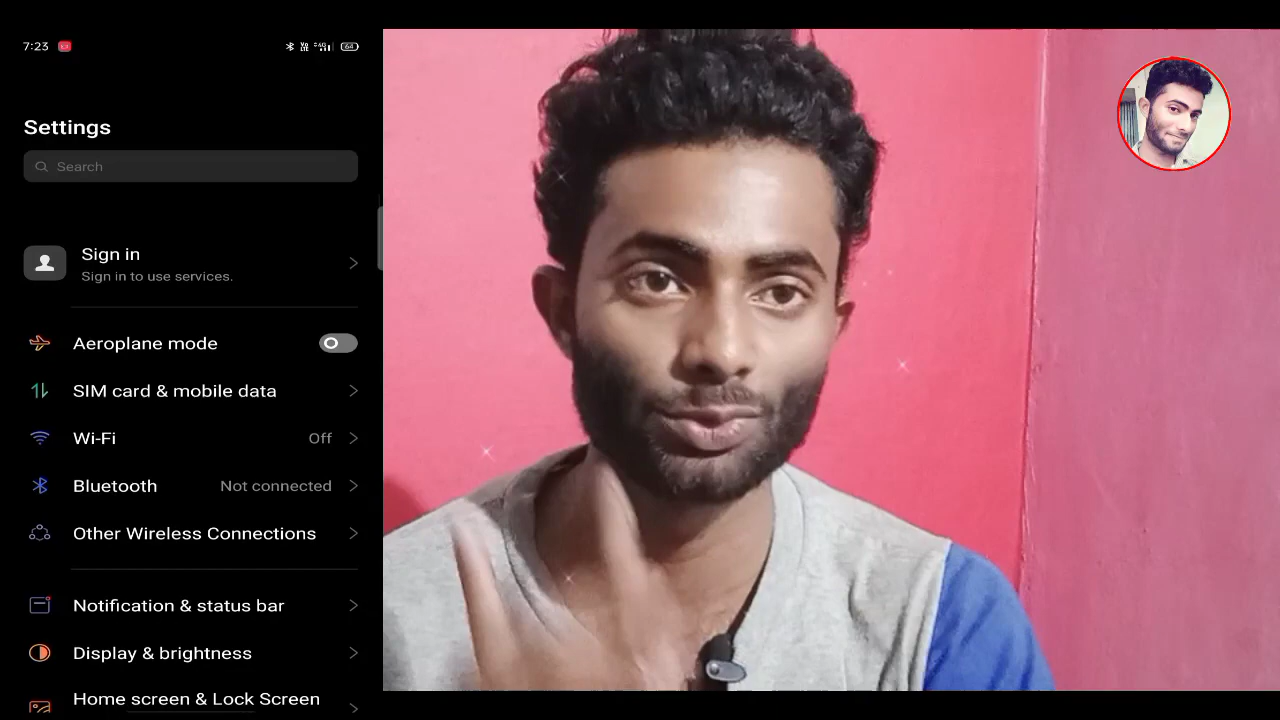 7:23
64
Settings
Search
Sign in
Sign in to use services.
Aeroplane mode
SIM card & mobile data
Wi-Fi Off
Bluetooth Not connected
Other Wireless Connections
Notification & status bar
Display & brightness
Home screen & Lock Screen